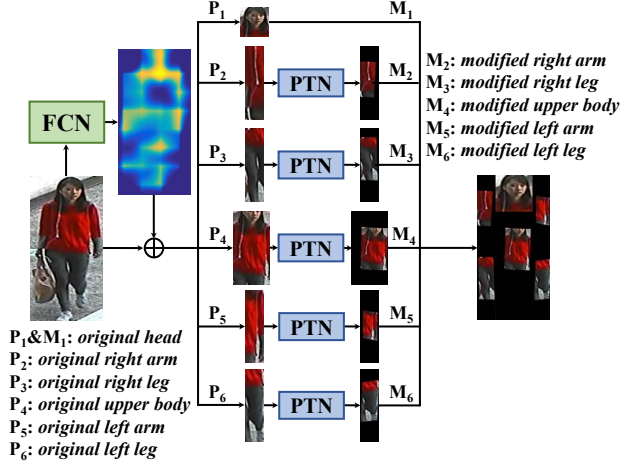 P1 M1
P2 PTN M2
M2: modified right arm
M3: modified right leg
M4: modified upper body
M5: modified left arm
M6: modified left leg
FCN
P3 PTN M3
P4 PTN M4
P5 PTN M5
P6 PTN M6
P1&M1: original head
P2: original right arm
P3: original right leg
P4: original upper body
P5: original left arm
P6: original left leg